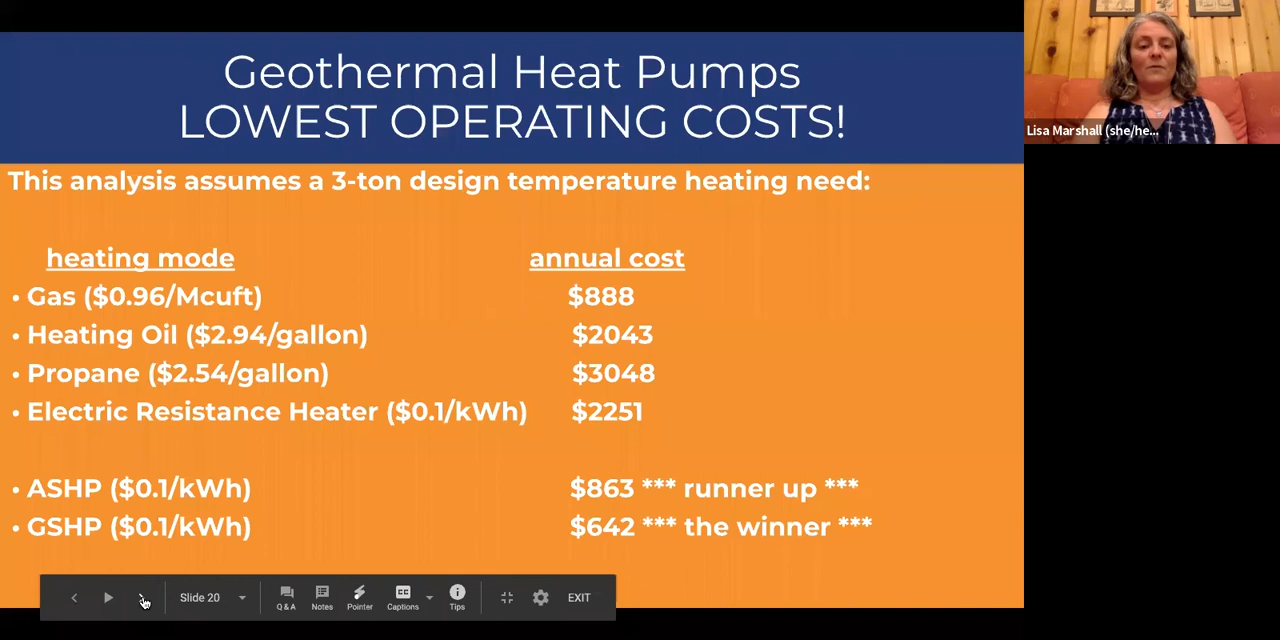 Geothermal Heat Pumps
LOWEST OPERATING COSTS!
This analysis assumes a 3-ton design temperature heating need:
heating mode annual cost
• Gas ($0.96/Mcuft) $888
• Heating Oil ($2.94/gallon) $2043
• Propane ($2.54/gallon) $3048
• Electric Resistance Heater ($0.1/kWh) $2251
• ASHP ($0.1/kWh) $863 *** runner up ***
• GSHP ($0.1/kWh) $642 *** the winner ***
Slide 20
Q & A
Notes
Pointer
CC
Captions
Tips
EXIT
Lisa Marshall (she/he...